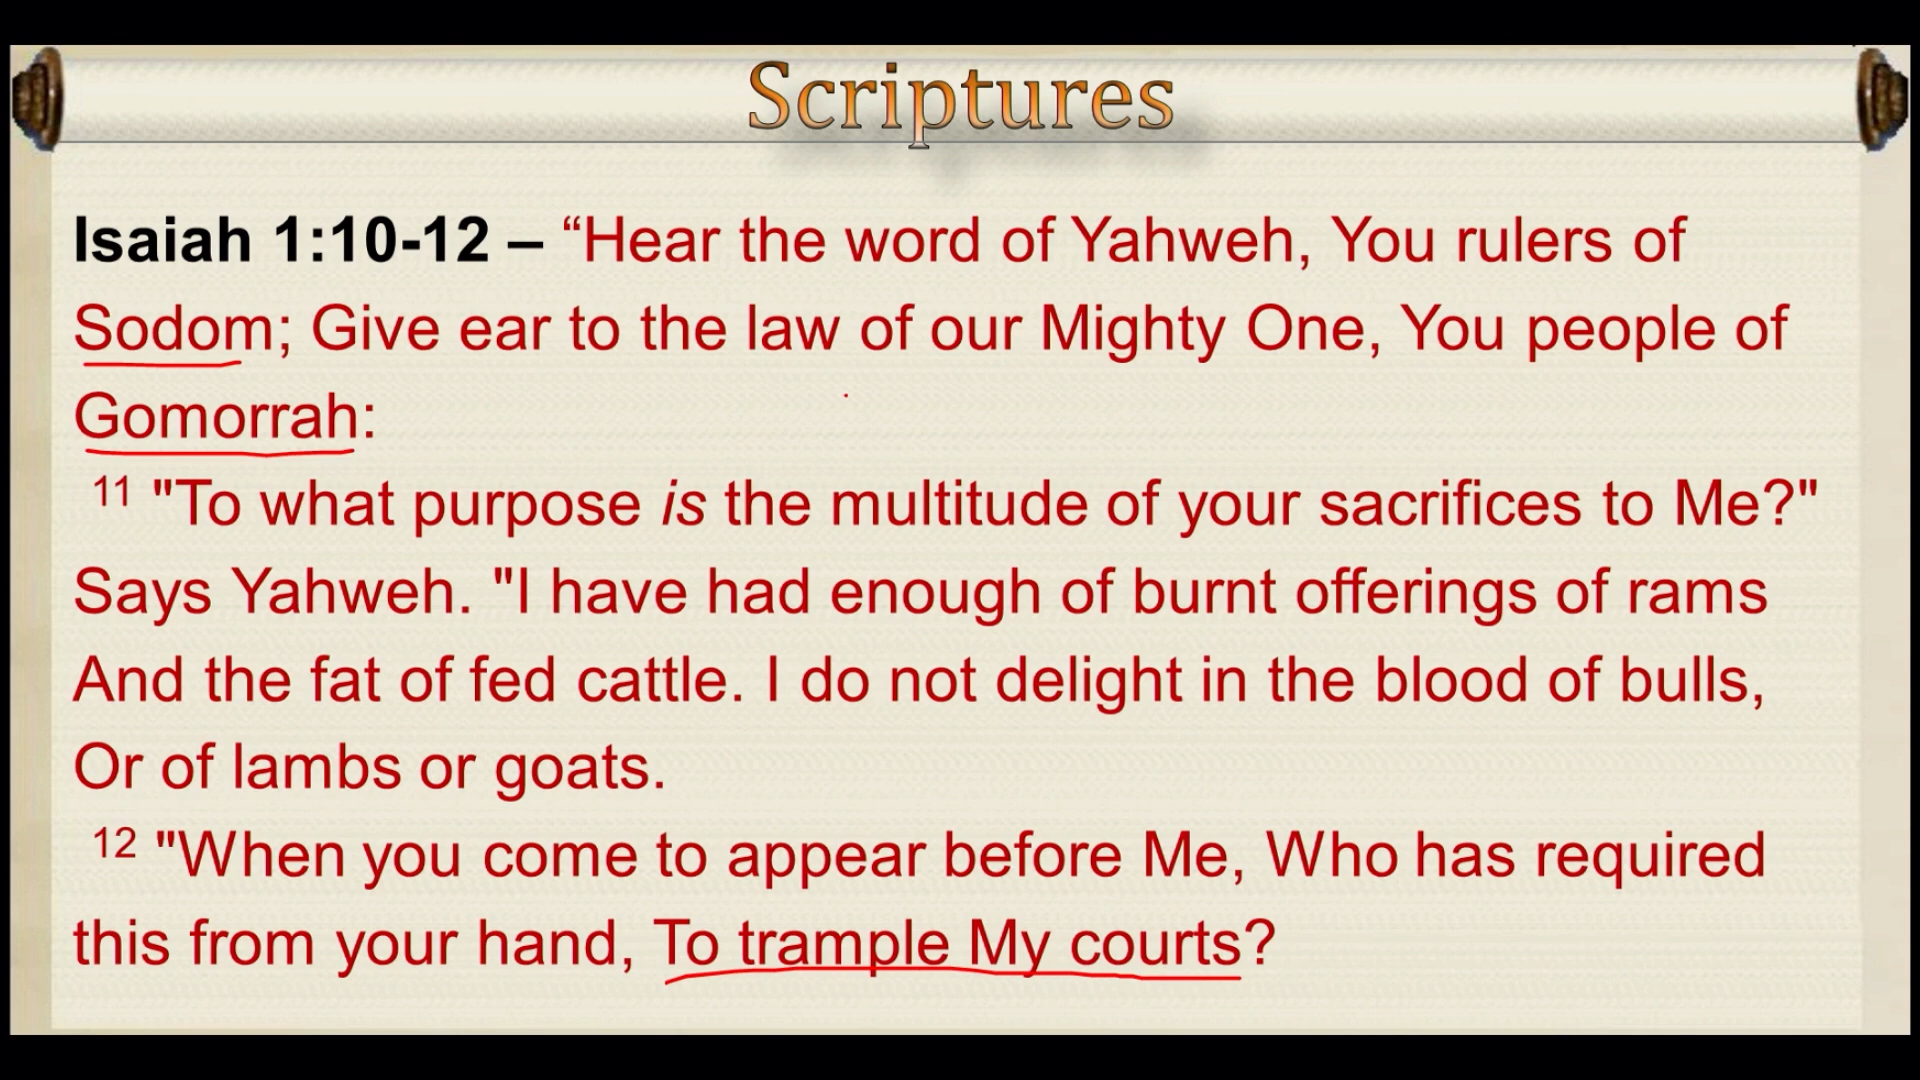 Scriptures
Isaiah 1:10-12 – “Hear the word of Yahweh, You rulers of
Sodom; Give ear to the law of our Mighty One, You people of
Gomorrah:
11 "To what purpose is the multitude of your sacrifices to Me?"
Says Yahweh. "I have had enough of burnt offerings of rams
And the fat of fed cattle. I do not delight in the blood of bulls,
Or of lambs or goats.
12 "When you come to appear before Me, Who has required
this from your hand, To trample My courts?